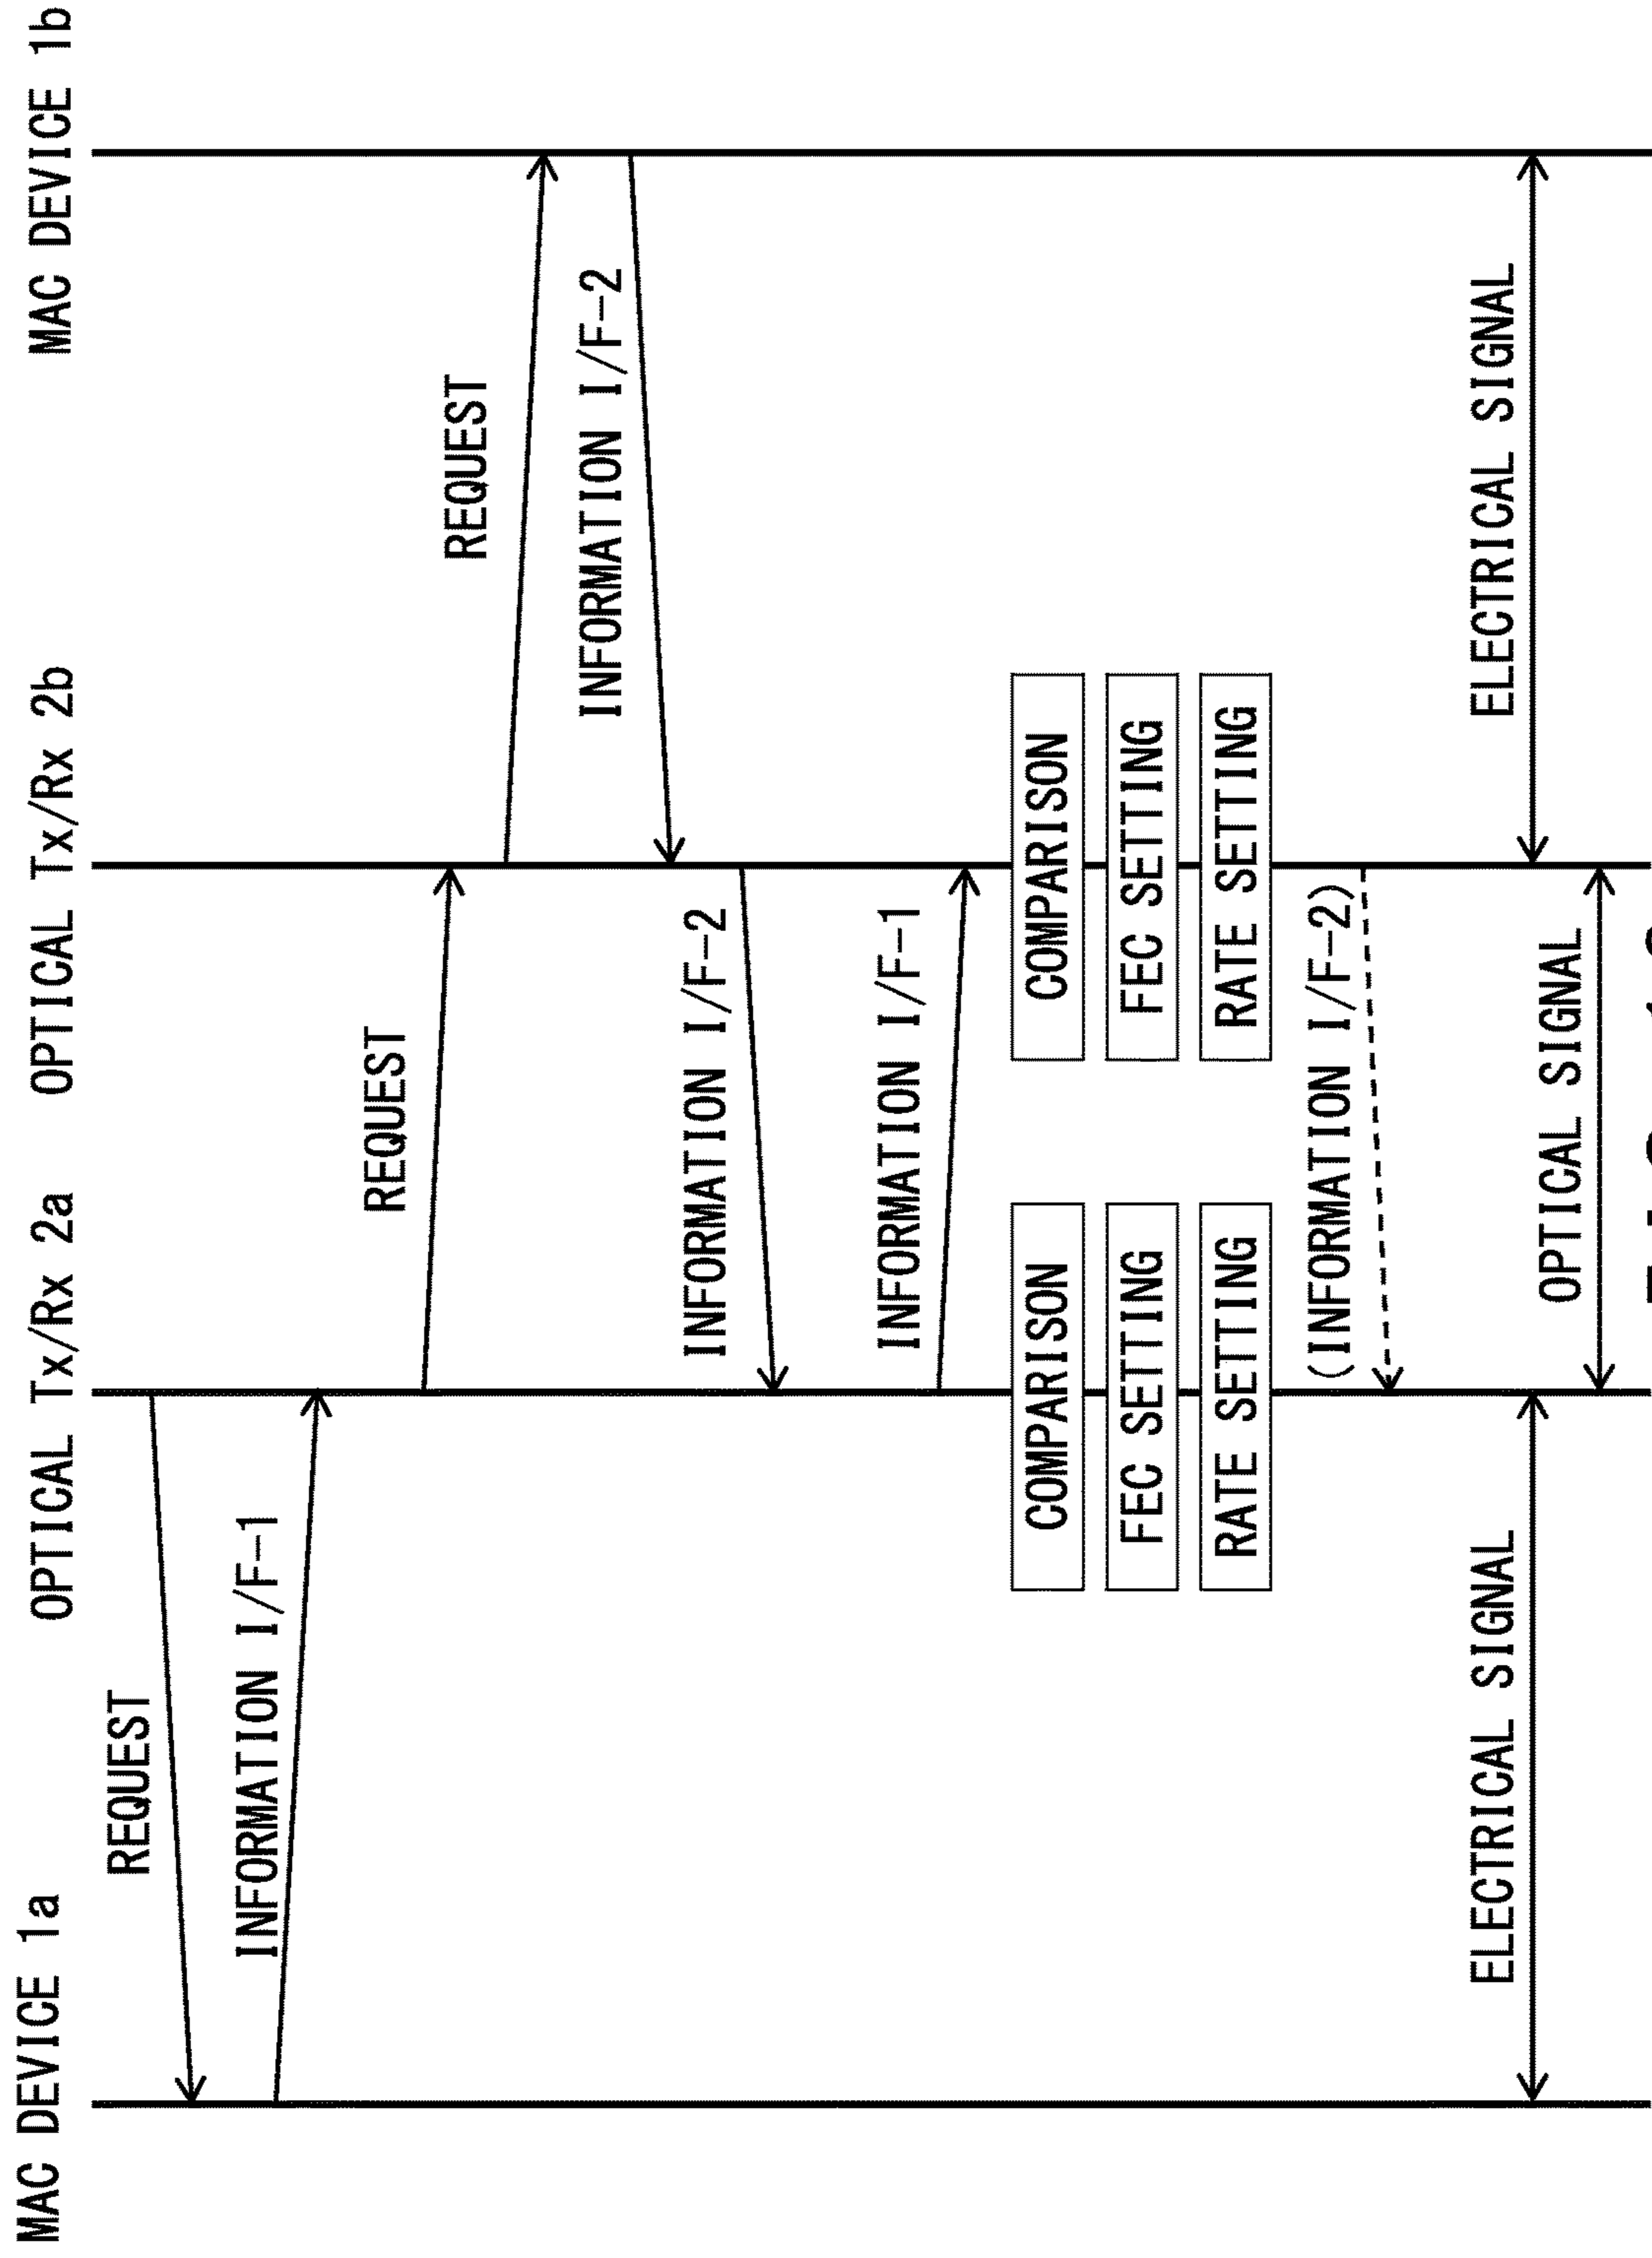 MAC DEVICE 1a
OPTICAL Tx/Rx 2a
OPTICAL Tx/Rx 2b
MAC DEVICE 1b
REQUEST
INFORMATION I/F-1
REQUEST
REQUEST
INFORMATION I/F-2
INFORMATION I/F-2
INFORMATION I/F-1
COMPARISON
COMPARISON
FEC SETTING
FEC SETTING
RATE SETTING
RATE SETTING
(INFORMATION I/F-2)
ELECTRICAL SIGNAL
ELECTRICAL SIGNAL
OPTICAL SIGNAL